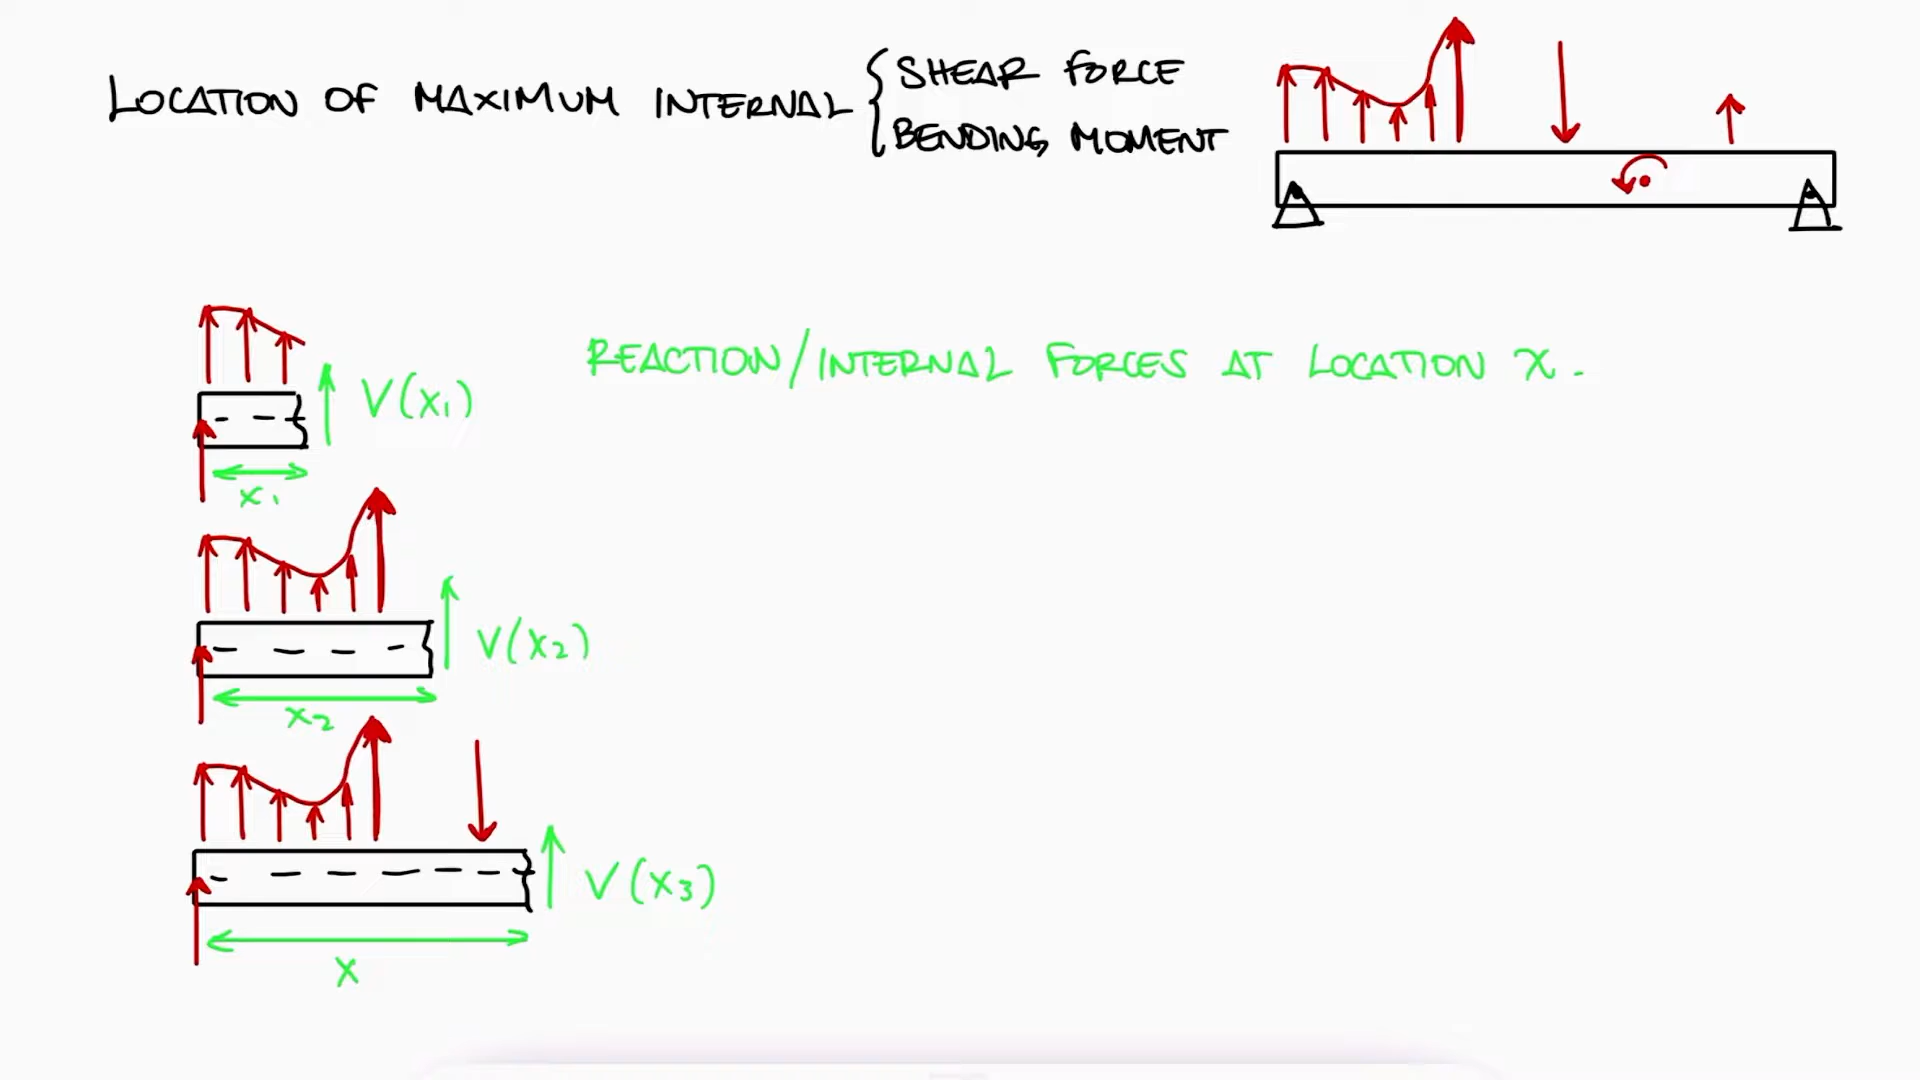 LOCATION OF MAXIMUM INTERNAL { SHEAR FORCE
BENDING MOMENT
REACTION/INTERNAL FORCES AT LOCATION x.
V(x1)
x1
V(x2)
x2
V(x3)
x